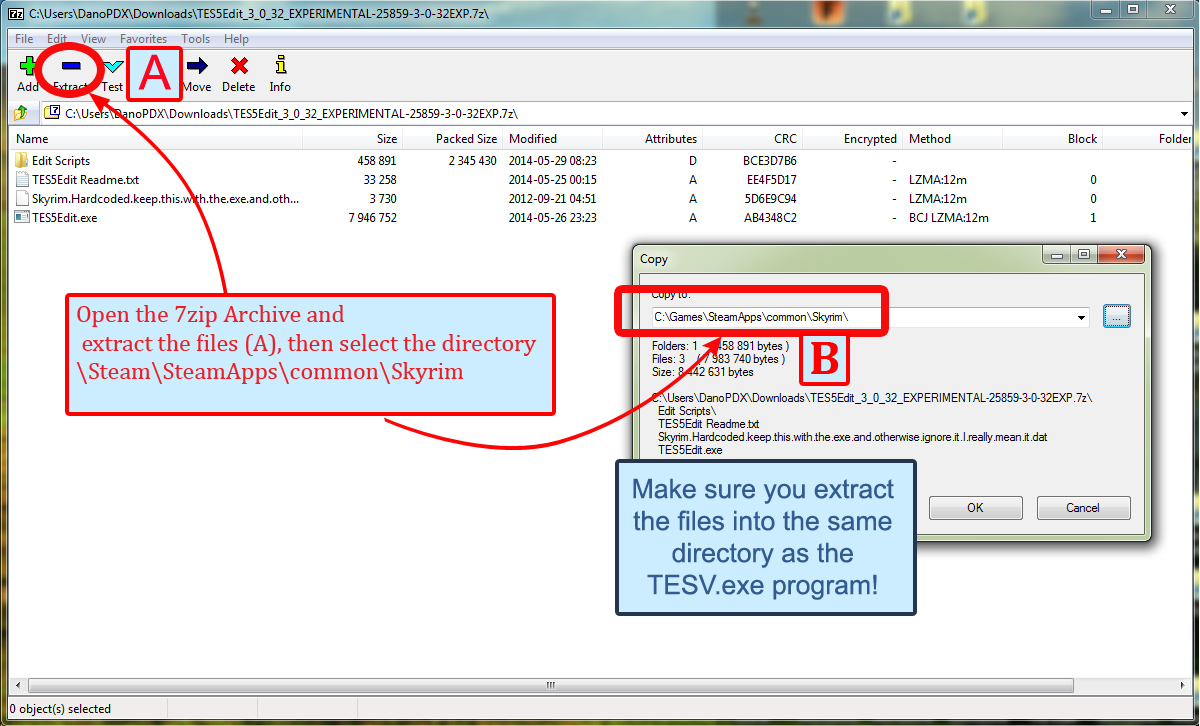 C:\Users\DanoPDX\Downloads\TES5Edit_3_0_32_EXPERIMENTAL-25859-3-0-32EXP.7z\
File Edit View Favorites Tools Help
Add Extract Test A Move Delete Info
C:\Users\DanoPDX\Downloads\TES5Edit_3_0_32_EXPERIMENTAL-25859-3-0-32EXP.7z\
Name Size Packed Size Modified Attributes CRC Encrypted Method Block Folder
Edit Scripts 458 891 2 345 430 2014-05-29 08:23 D BCE3D7B6 -
TES5Edit Readme.txt 33 258 2014-05-25 00:15 A EE4F5D17 - LZMA:12m 0
Skyrim.Hardcoded.keep.this.with.the.exe.and.oth... 3 730 2012-09-21 04:51 A 5D6E9C94 - LZMA:12m 0
TES5Edit.exe 7 946 752 2014-05-26 23:23 A AB4348C2 - BCJ LZMA:12m 1
Open the 7zip Archive and
extract the files (A), then select the directory
\Steam\SteamApps\common\Skyrim
Copy
Copy to:
C:\Games\SteamApps\common\Skyrim\
...
B
Folders: 1 ( 458 891 bytes )
Files: 3 ( 7 983 740 bytes )
Size: 8 442 631 bytes
C:\Users\DanoPDX\Downloads\TES5Edit_3_0_32_EXPERIMENTAL-25859-3-0-32EXP.7z\
Edit Scripts\
TES5Edit Readme.txt
Skyrim.Hardcoded.keep.this.with.the.exe.and.otherwise.ignore.it.I.really.mean.it.dat
TES5Edit.exe
OK Cancel
Make sure you extract
the files into the same
directory as the
TESV.exe program!
0 object(s) selected